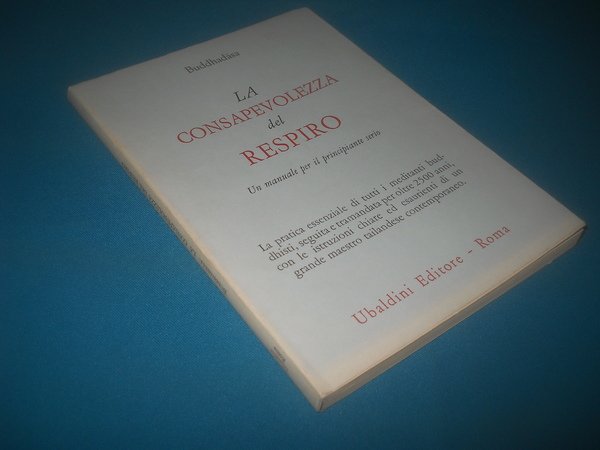 Buddhadāsa
LA
CONSAPEVOLEZZA
del
RESPIRO
Un manuale per il principiante serio
La pratica essenziale di tutti i meditanti bud-
dhisti, seguita e tramandata per oltre 2500 anni,
con le istruzioni chiare ed esaurienti di un
grande maestro tailandese contemporaneo.
Ubaldini Editore - Roma